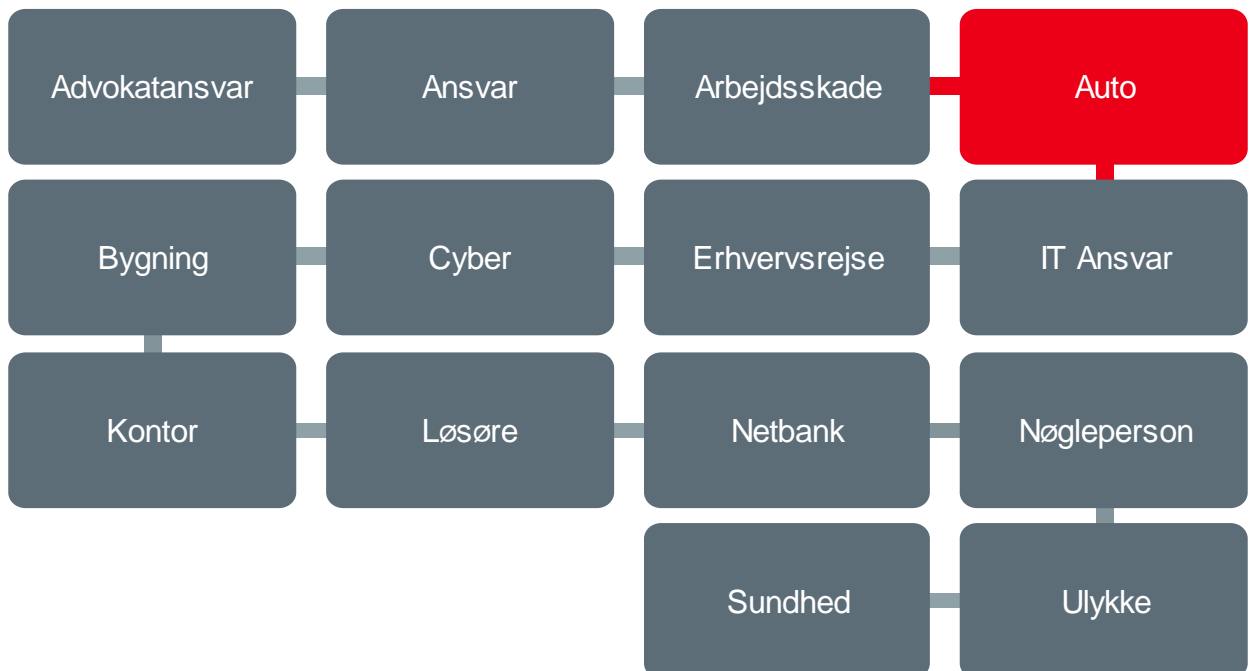 Advokatansvar
Ansvar
Arbejdsskade
Auto
Bygning
Cyber
Erhvervsrejse
IT Ansvar
Kontor
Løsøre
Netbank
Nøgleperson
Sundhed
Ulykke